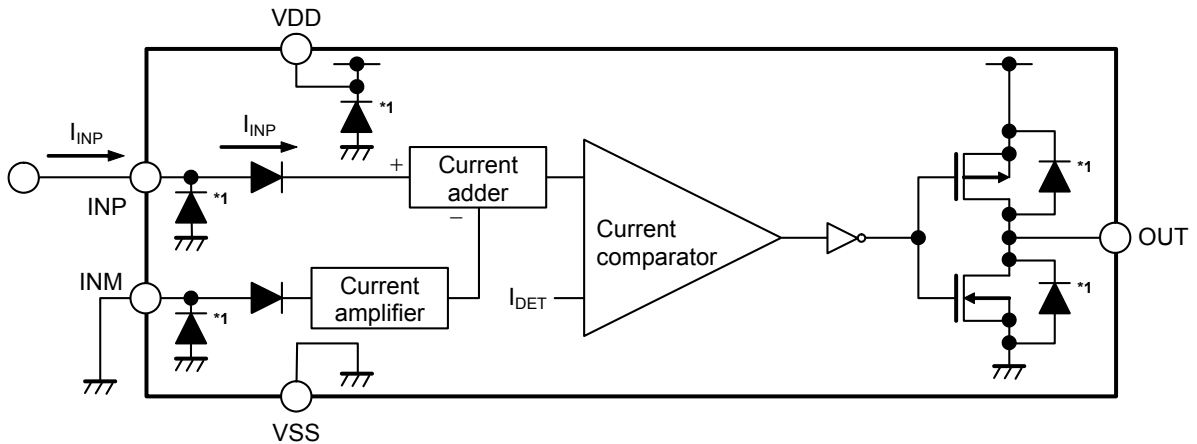 VDD
*1
I_INP
I_INP
+
Current
adder
−
INP
*1
*1
Current
comparator
OUT
INM
*1
Current
amplifier
I_DET
*1
VSS